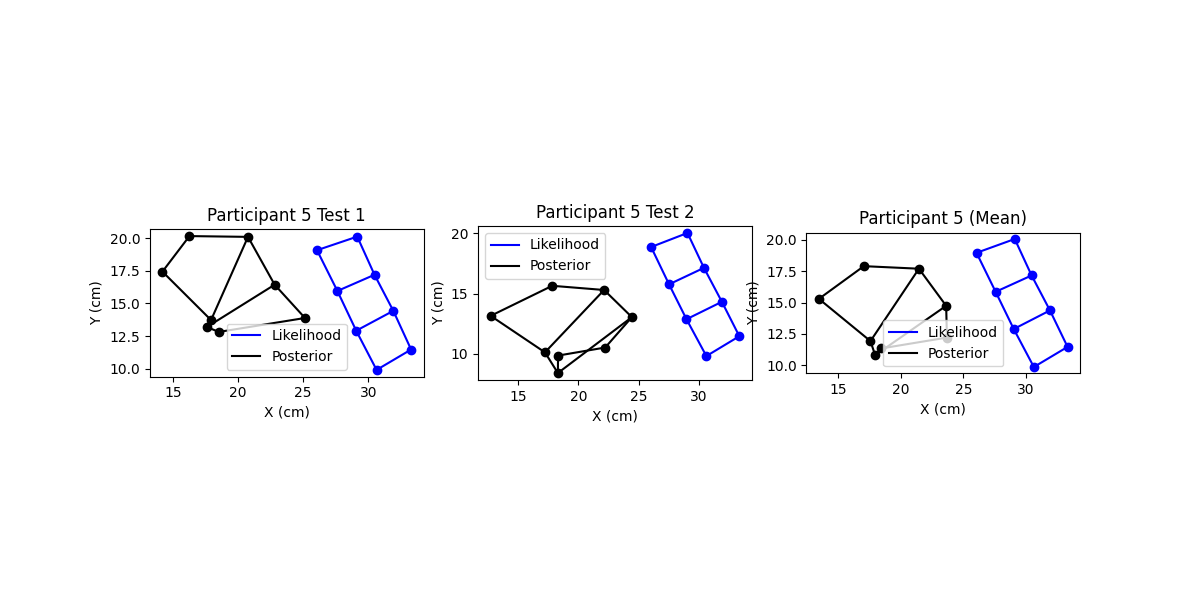 Participant 5 Test 1
20.0
17.5
15.0
12.5
10.0
Y (cm)
Likelihood
Posterior
15 20 25 30
X (cm)
Participant 5 Test 2
20
15
10
Y (cm)
Likelihood
Posterior
15 20 25 30
X (cm)
Participant 5 (Mean)
20.0
17.5
15.0
12.5
10.0
Y (cm)
Likelihood
Posterior
15 20 25 30
X (cm)